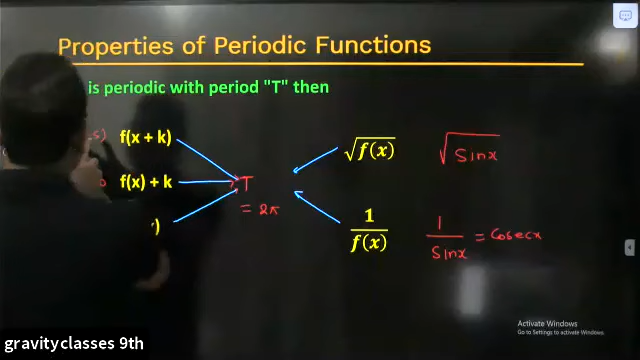 Properties of Periodic Functions
is periodic with period "T" then
f(x + k)
f(x) + k
T
= 2π
√f(x)
√Sinx
1/f(x)
1/Sinx = Cosecx
Activate Windows
Go to Settings to activate Windows.
gravityclasses 9th